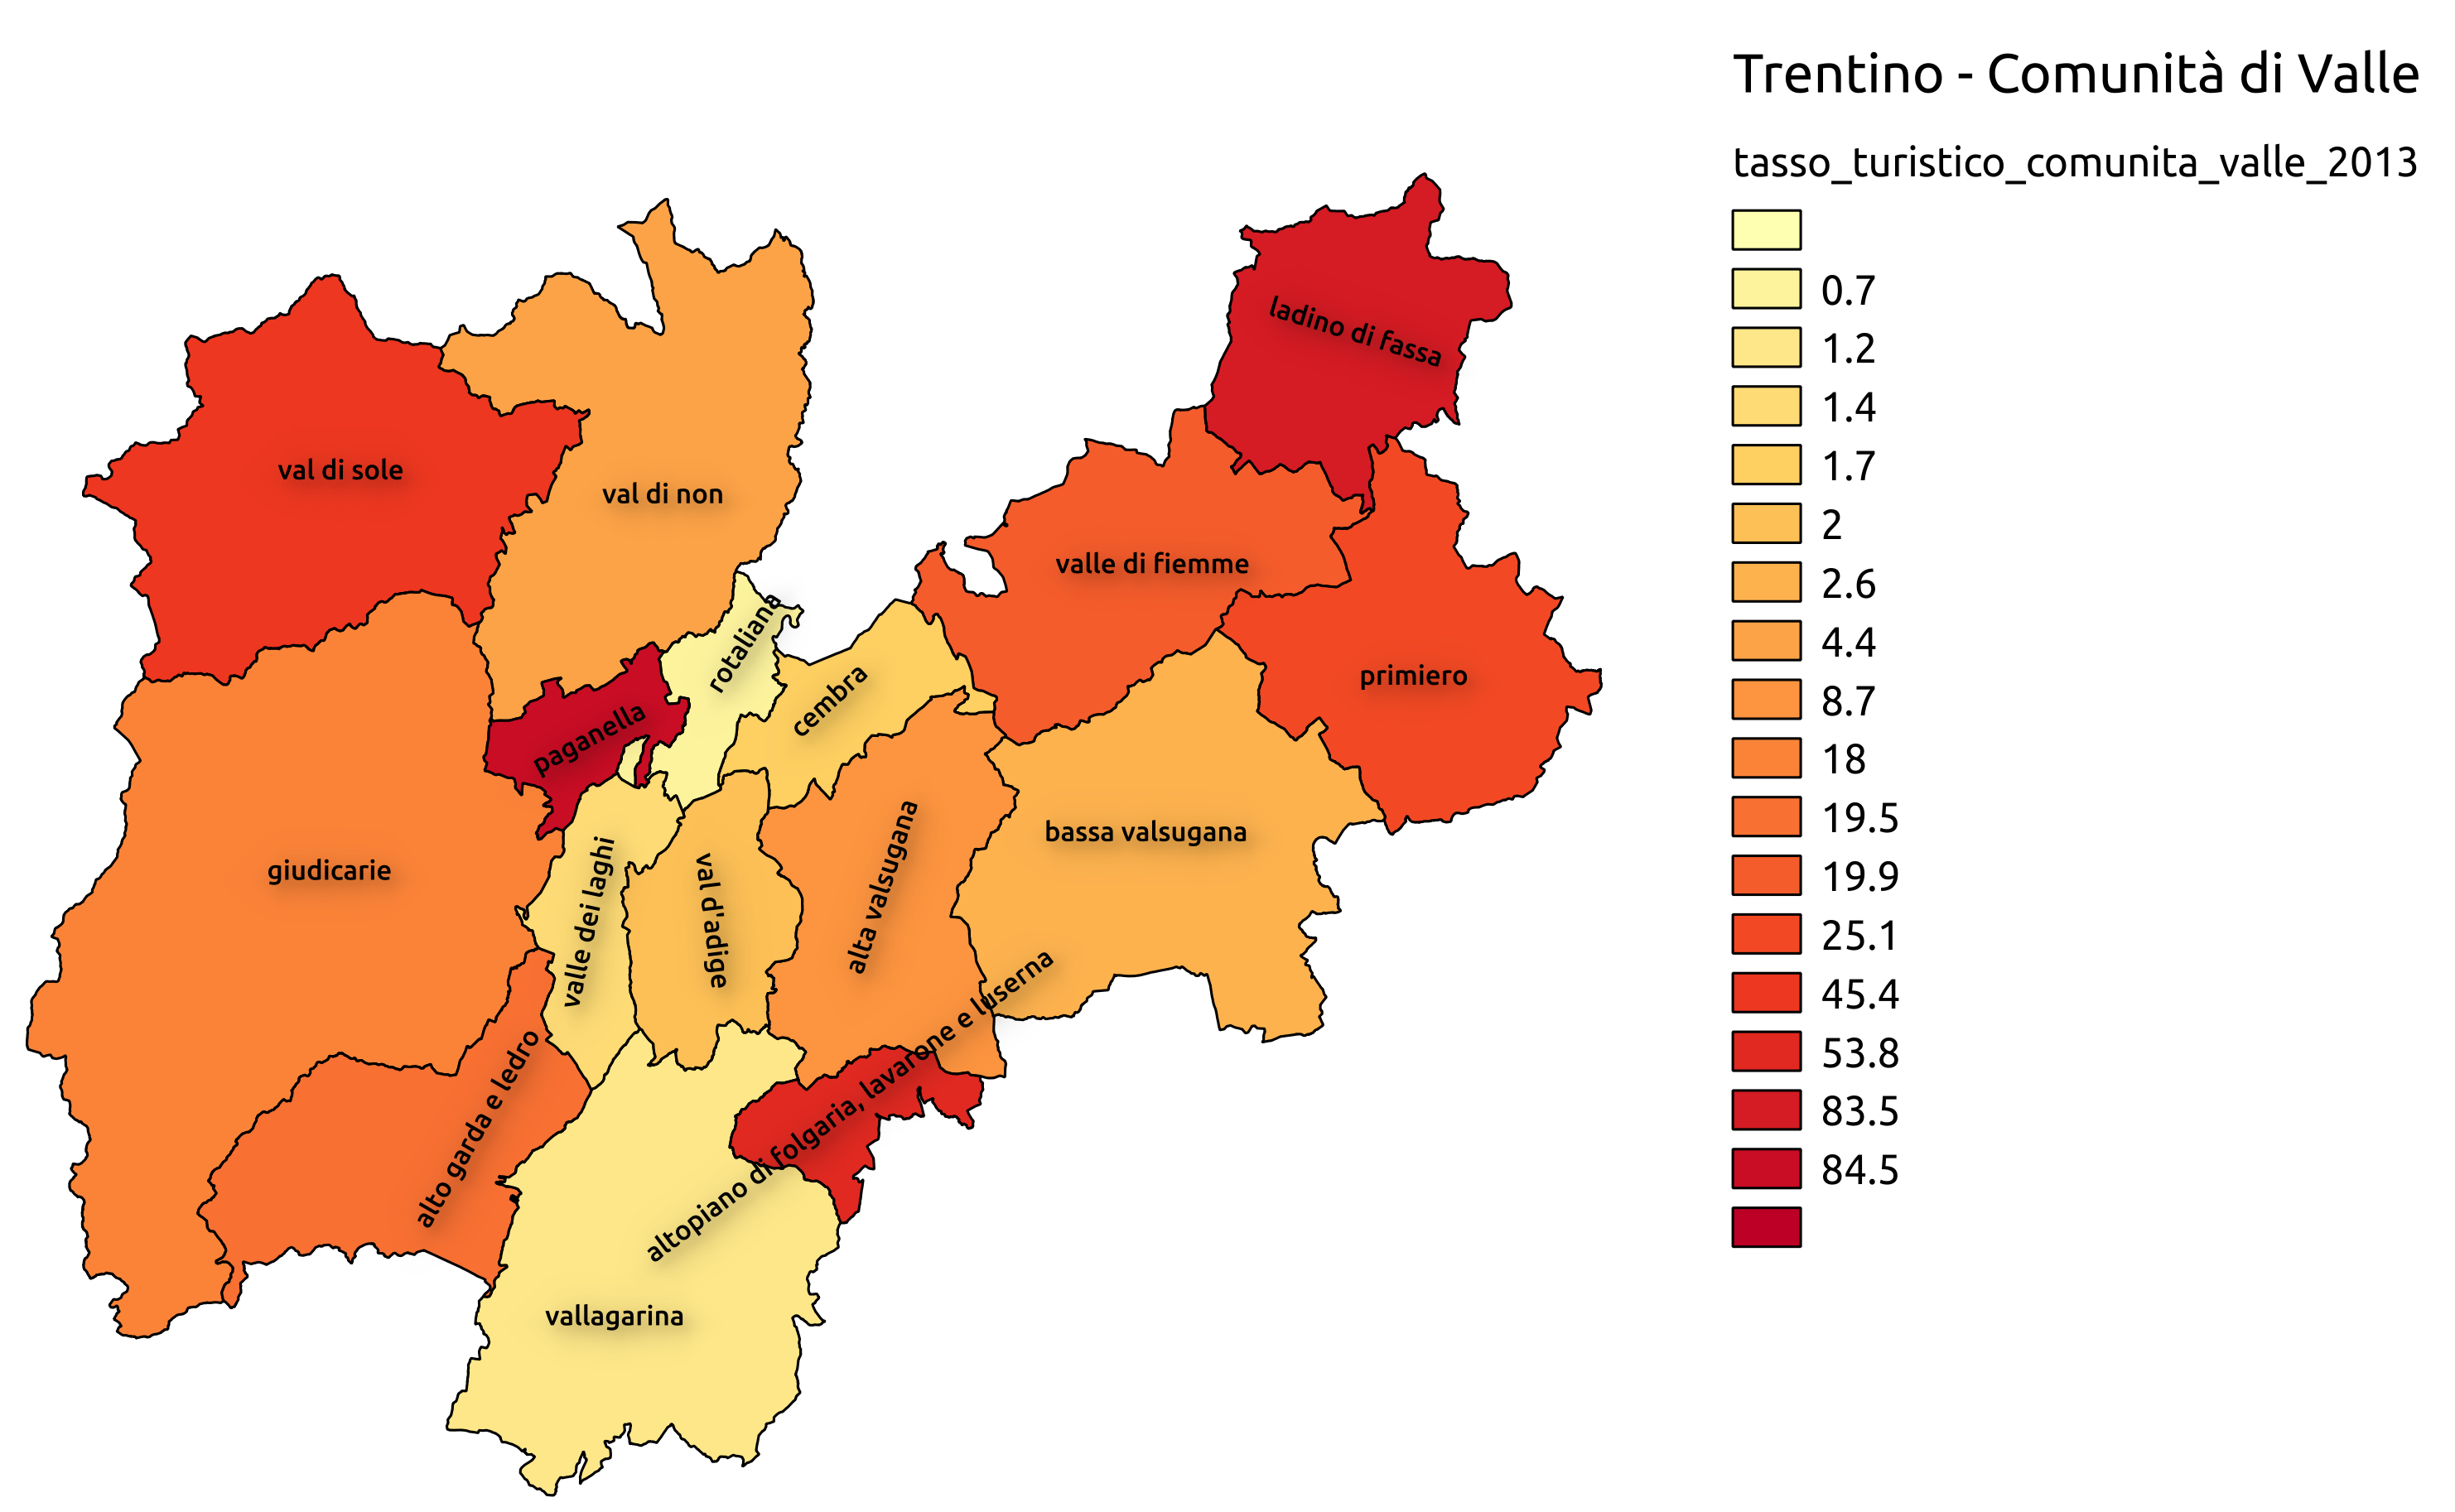 Trentino - Comunità di Valle
tasso_turistico_comunita_valle_2013
0.7
1.2
1.4
1.7
2
2.6
4.4
8.7
18
19.5
19.9
25.1
45.4
53.8
83.5
84.5
ladino di fassa
val di sole
val di non
valle di fiemme
rotaliana
primiero
cembra
paganella
bassa valsugana
giudicarie
alta valsugana
valle dei laghi
val d'adige
altopiano di folgaria, lavarone e luserna
alto garda e ledro
vallagarina